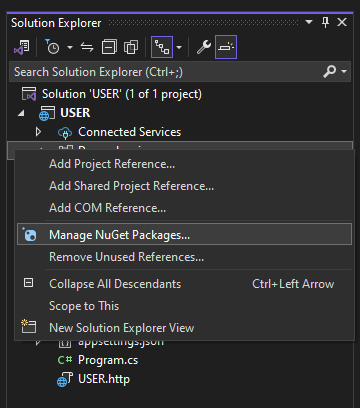 Solution Explorer
Search Solution Explorer (Ctrl+;)
Solution 'USER' (1 of 1 project)
USER
Connected Services
Add Project Reference...
Add Shared Project Reference...
Add COM Reference...
Manage NuGet Packages...
Remove Unused References...
Collapse All Descendants Ctrl+Left Arrow
Scope to This
New Solution Explorer View
appsettings.json
C# Program.cs
USER.http